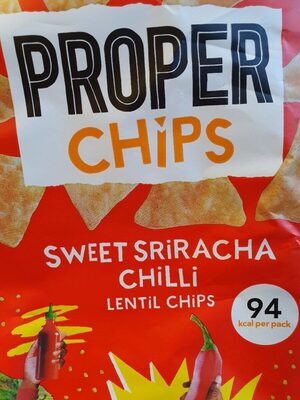 PROPER
CHiPS
SWEET SRiRACHA
CHiLLi
LENTiL CHiPS
94
kcal per pack